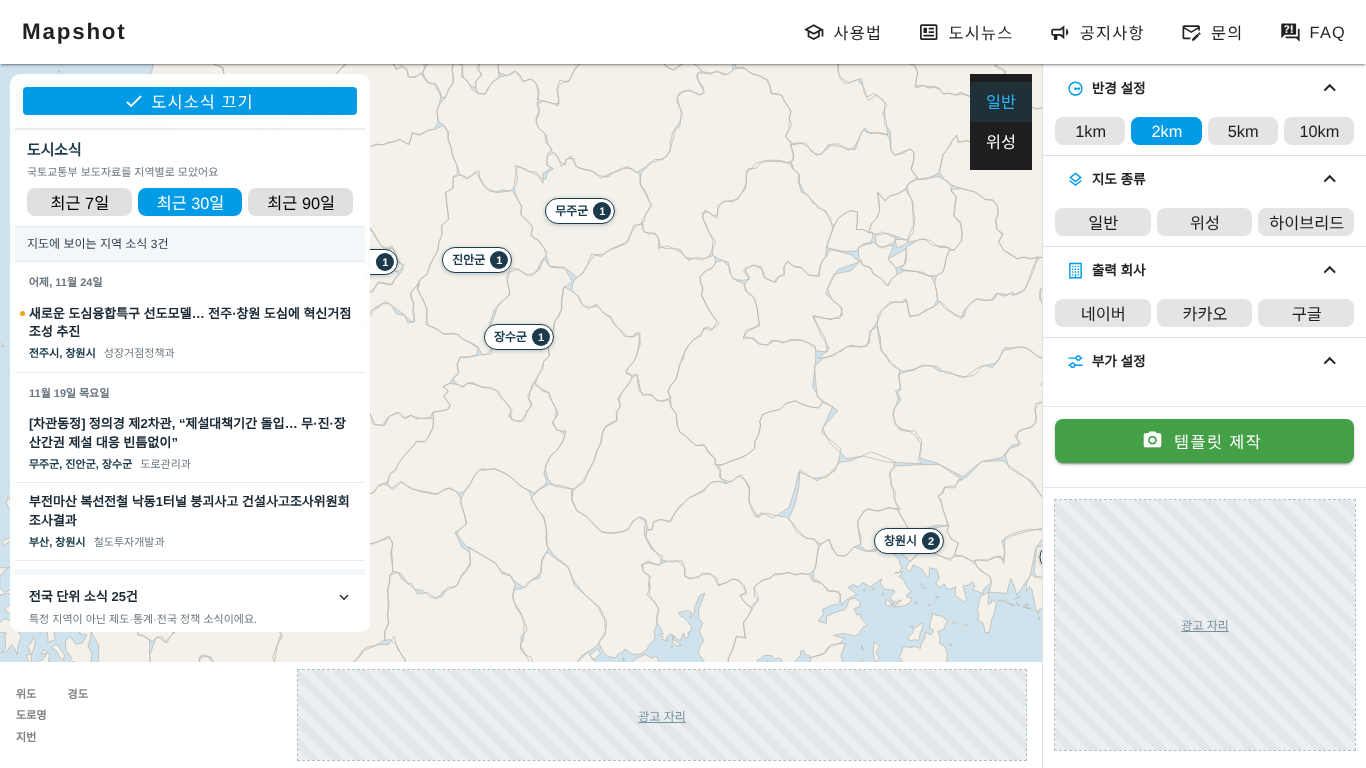 Mapshot
사용법
도시뉴스
공지사항
문의
FAQ
도시소식 끄기
도시소식
국토교통부 보도자료를 지역별로 모았어요
최근 7일
최근 30일
최근 90일
지도에 보이는 지역 소식 3건
어제, 11월 24일
새로운 도심융합특구 선도모델… 전주·창원 도심에 혁신거점
조성 추진
전주시, 창원시 성장거점정책과
11월 19일 목요일
[차관동정] 정의경 제2차관, “제설대책기간 돌입… 무·진·장
산간권 제설 대응 빈틈없이”
무주군, 진안군, 장수군 도로관리과
부전마산 복선전철 낙동1터널 붕괴사고 건설사고조사위원회
조사결과
부산, 창원시 철도투자개발과
전국 단위 소식 25건
특정 지역이 아닌 제도·통계·전국 정책 소식이에요.
무주군 1
1
진안군 1
장수군 1
창원시 2
일반
위성
반경 설정
1km
2km
5km
10km
지도 종류
일반
위성
하이브리드
출력 회사
네이버
카카오
구글
부가 설정
템플릿 제작
광고 자리
위도
경도
도로명
지번
광고 자리